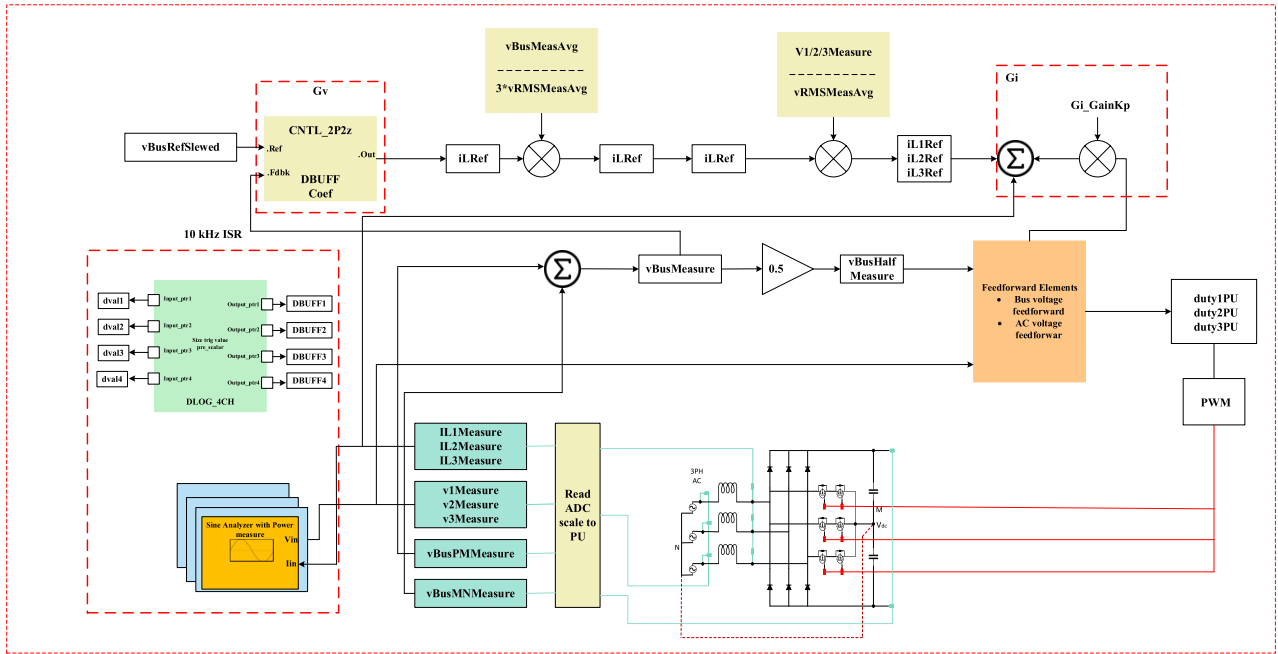 vBusMeasAvg
3*vRMSMeasAvg
V1/2/3Measure
vRMSMeasAvg
Gv
Gi
CNTL_2P2z
.Ref
.Out
.Fdbk
DBUFF
Coef
vBusRefSlewed
iLRef
iLRef
iLRef
iL1Ref
iL2Ref
iL3Ref
Σ
Gi_GainKp
10 kHz ISR
dval1
dval2
dval3
dval4
Input_ptr1
Input_ptr2
Input_ptr3
Input_ptr4
Output_ptr1
Output_ptr2
Output_ptr3
Output_ptr4
Size trig value
pre_scalar
DLOG_4CH
DBUFF1
DBUFF2
DBUFF3
DBUFF4
Σ
vBusMeasure
0.5
vBusHalf
Measure
Feedforward Elements
• Bus voltage
feedforward
• AC voltage
feedforwar
duty1PU
duty2PU
duty3PU
PWM
Sine Analyzer with Power
measure
Vin
Iin
IL1Measure
IL2Measure
IL3Measure
v1Measure
v2Measure
v3Measure
vBusPMMeasure
vBusMNMeasure
Read
ADC
scale to
PU
3PH
AC
N
M
Vdc